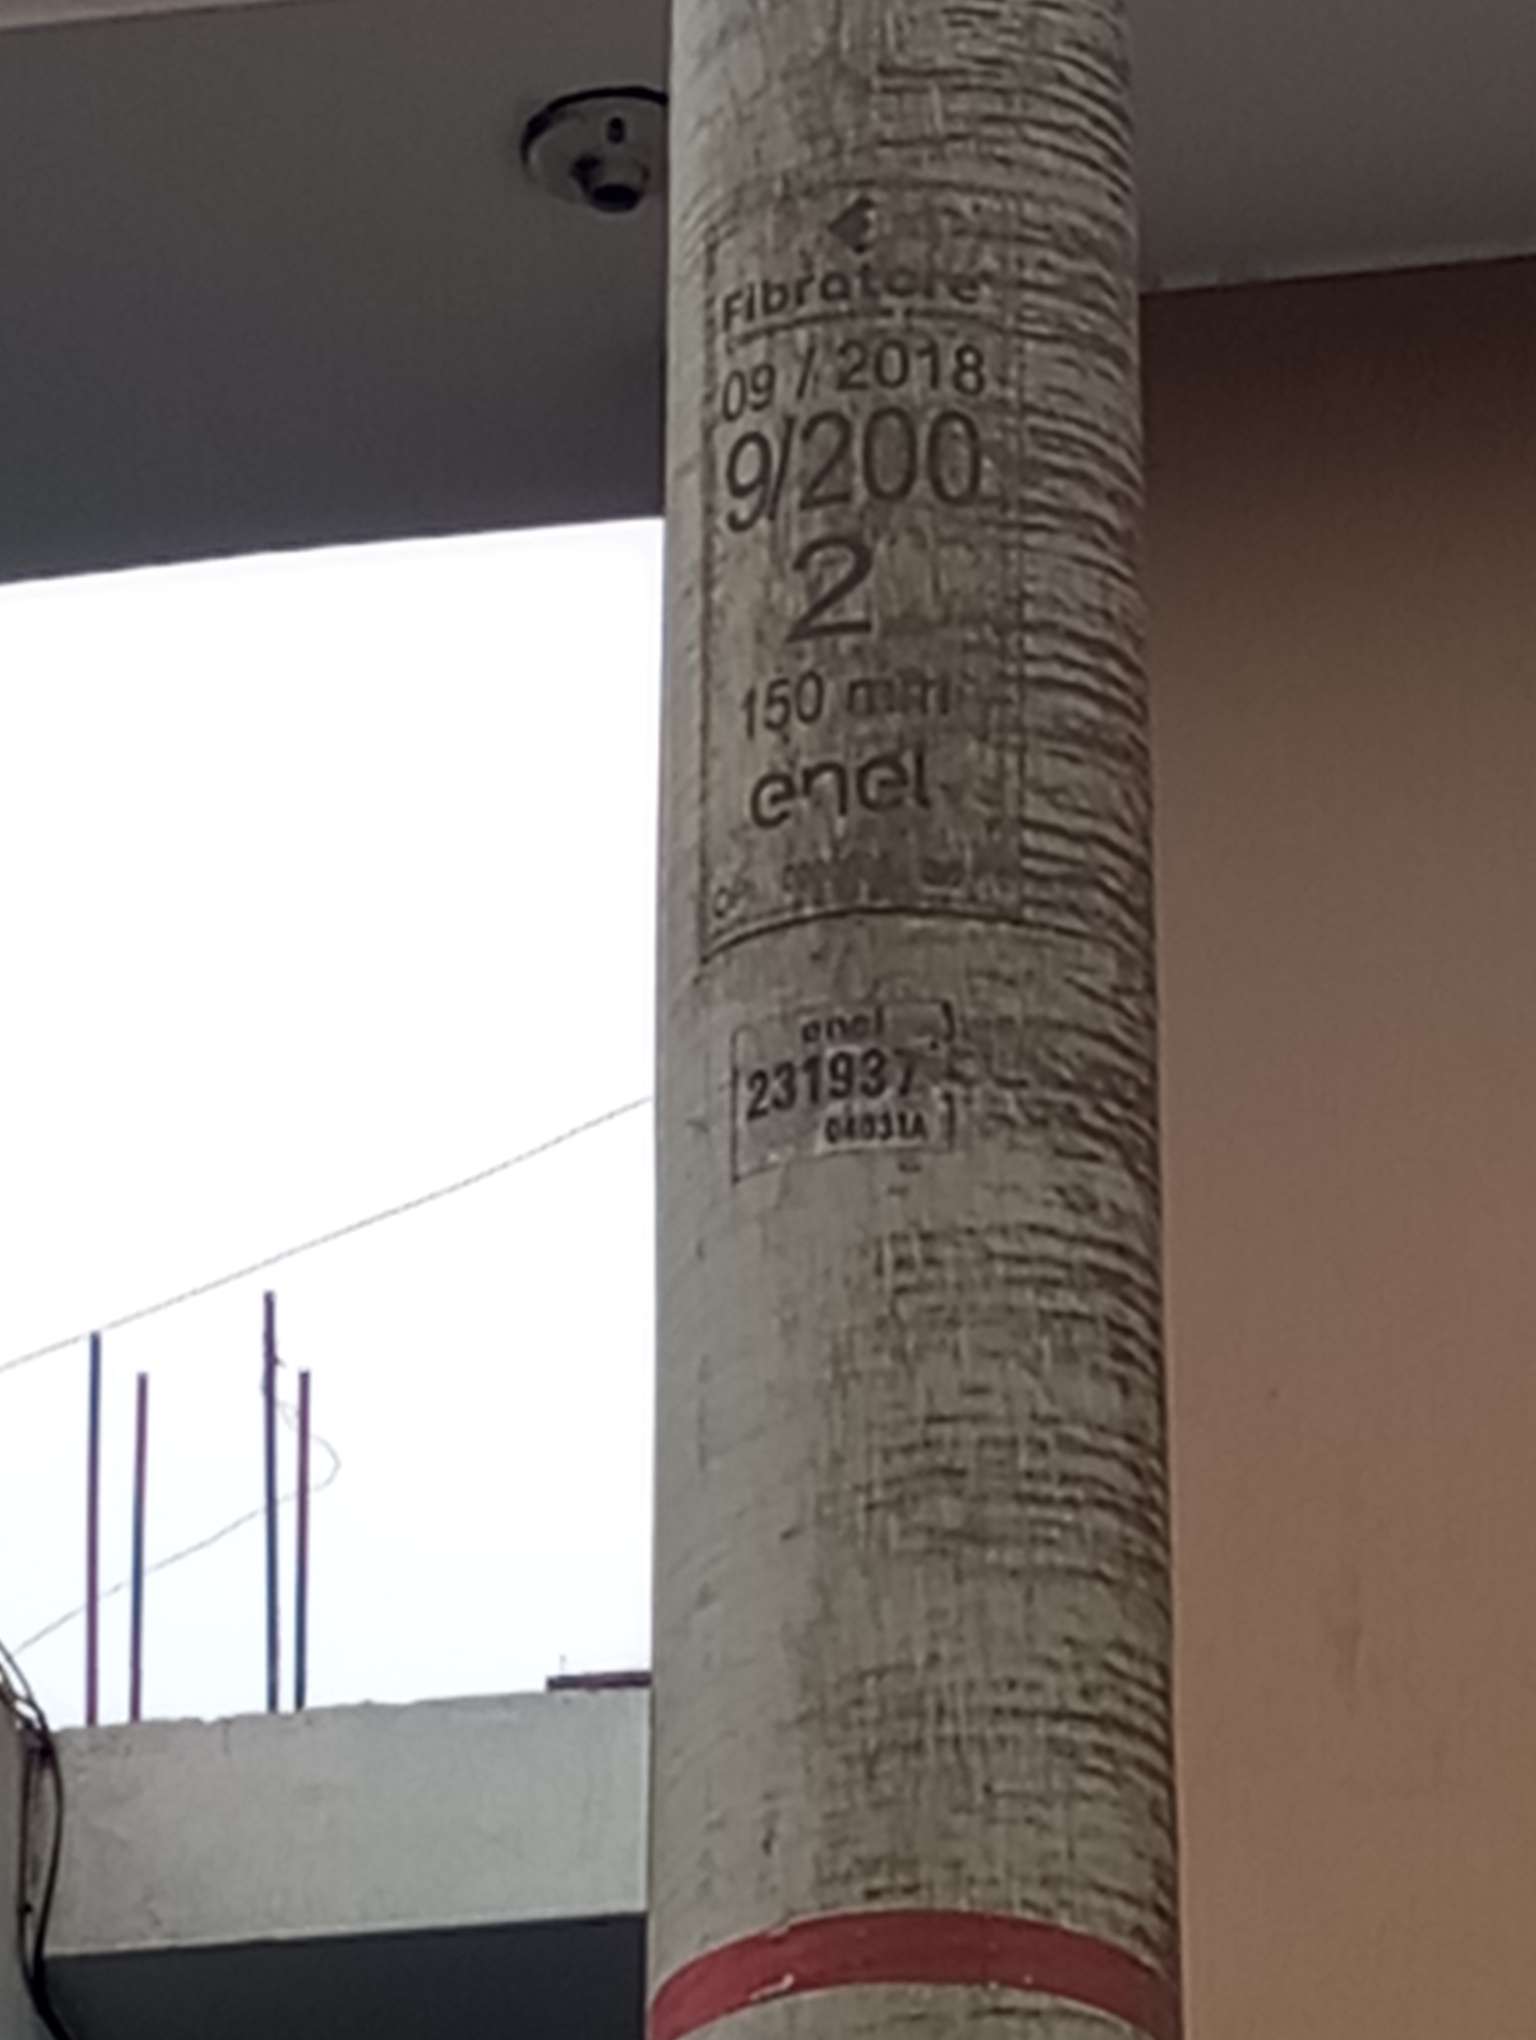 Fibratore
09 / 2018
9/200
2
150 mm
enel
enel
231937
04031A